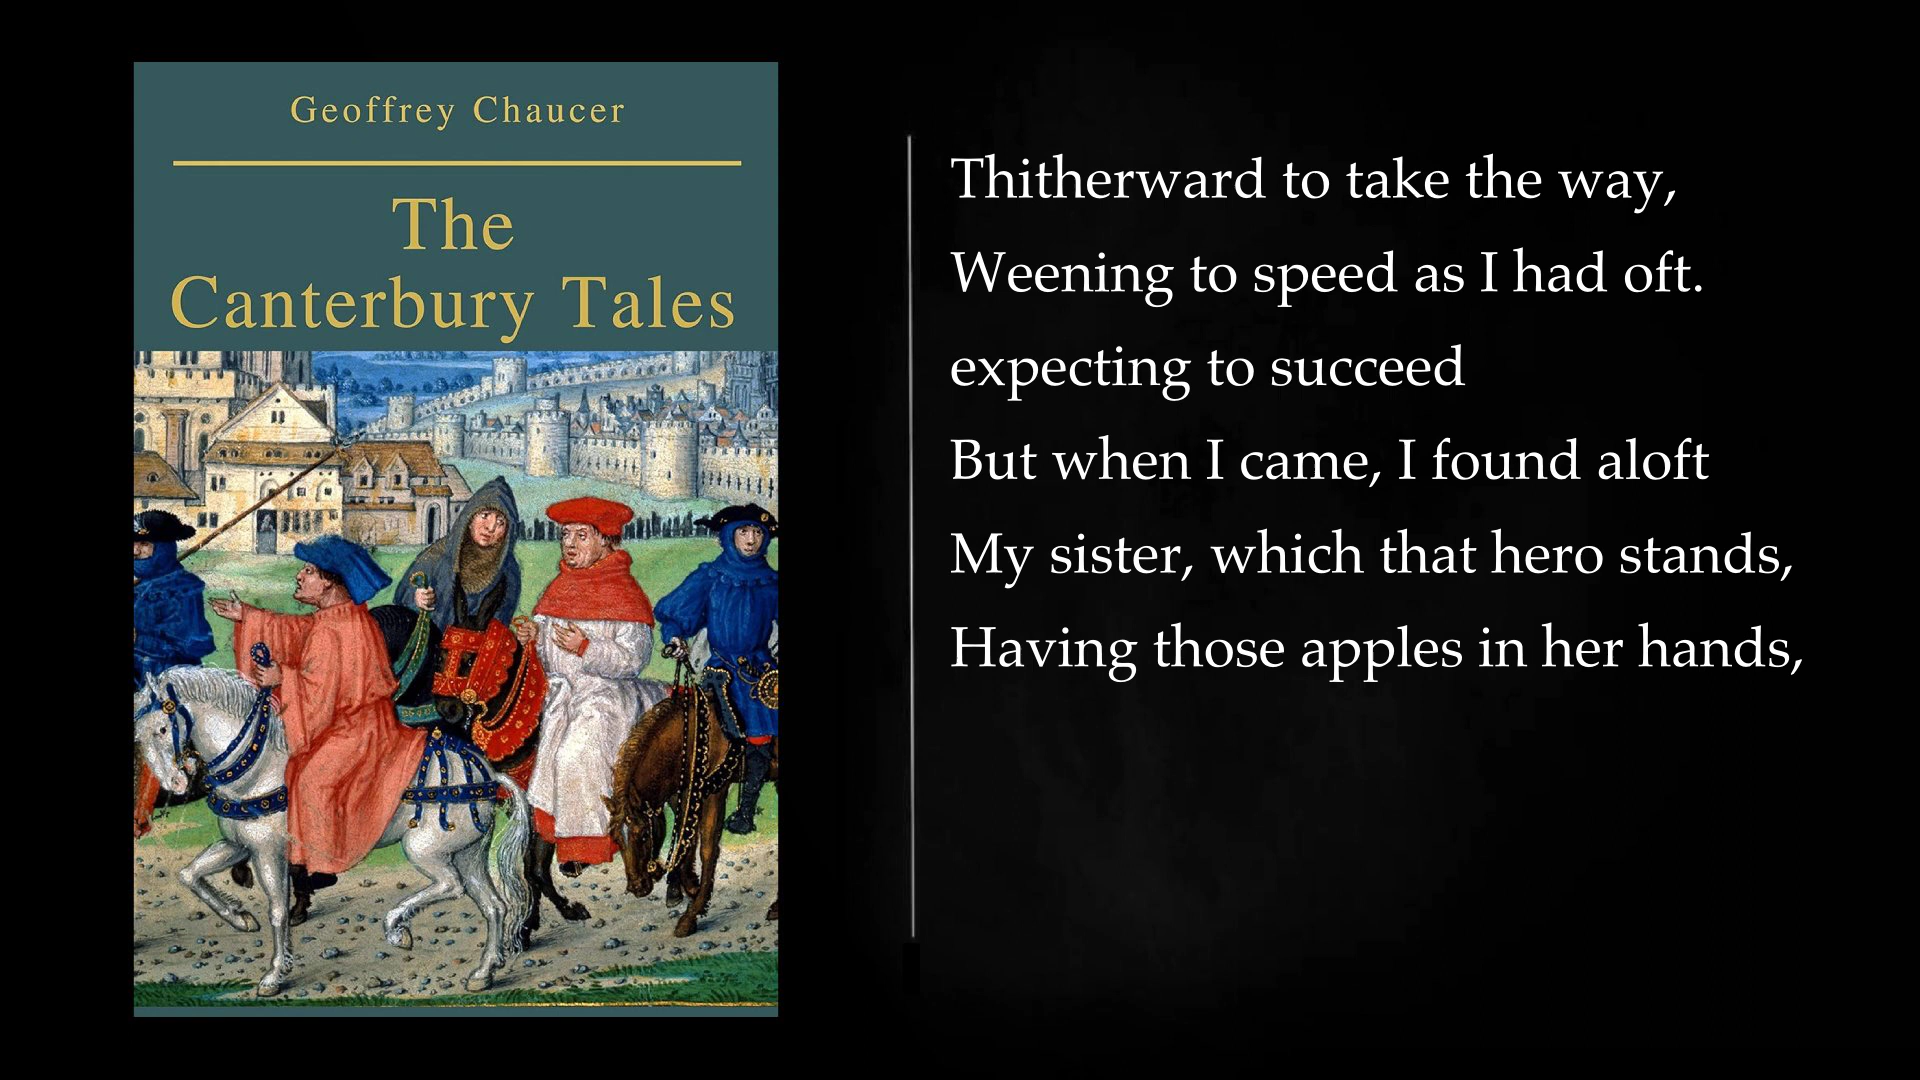 Geoffrey Chaucer
The
Canterbury Tales
Thitherward to take the way,
Weening to speed as I had oft.
expecting to succeed
But when I came, I found aloft
My sister, which that hero stands,
Having those apples in her hands,